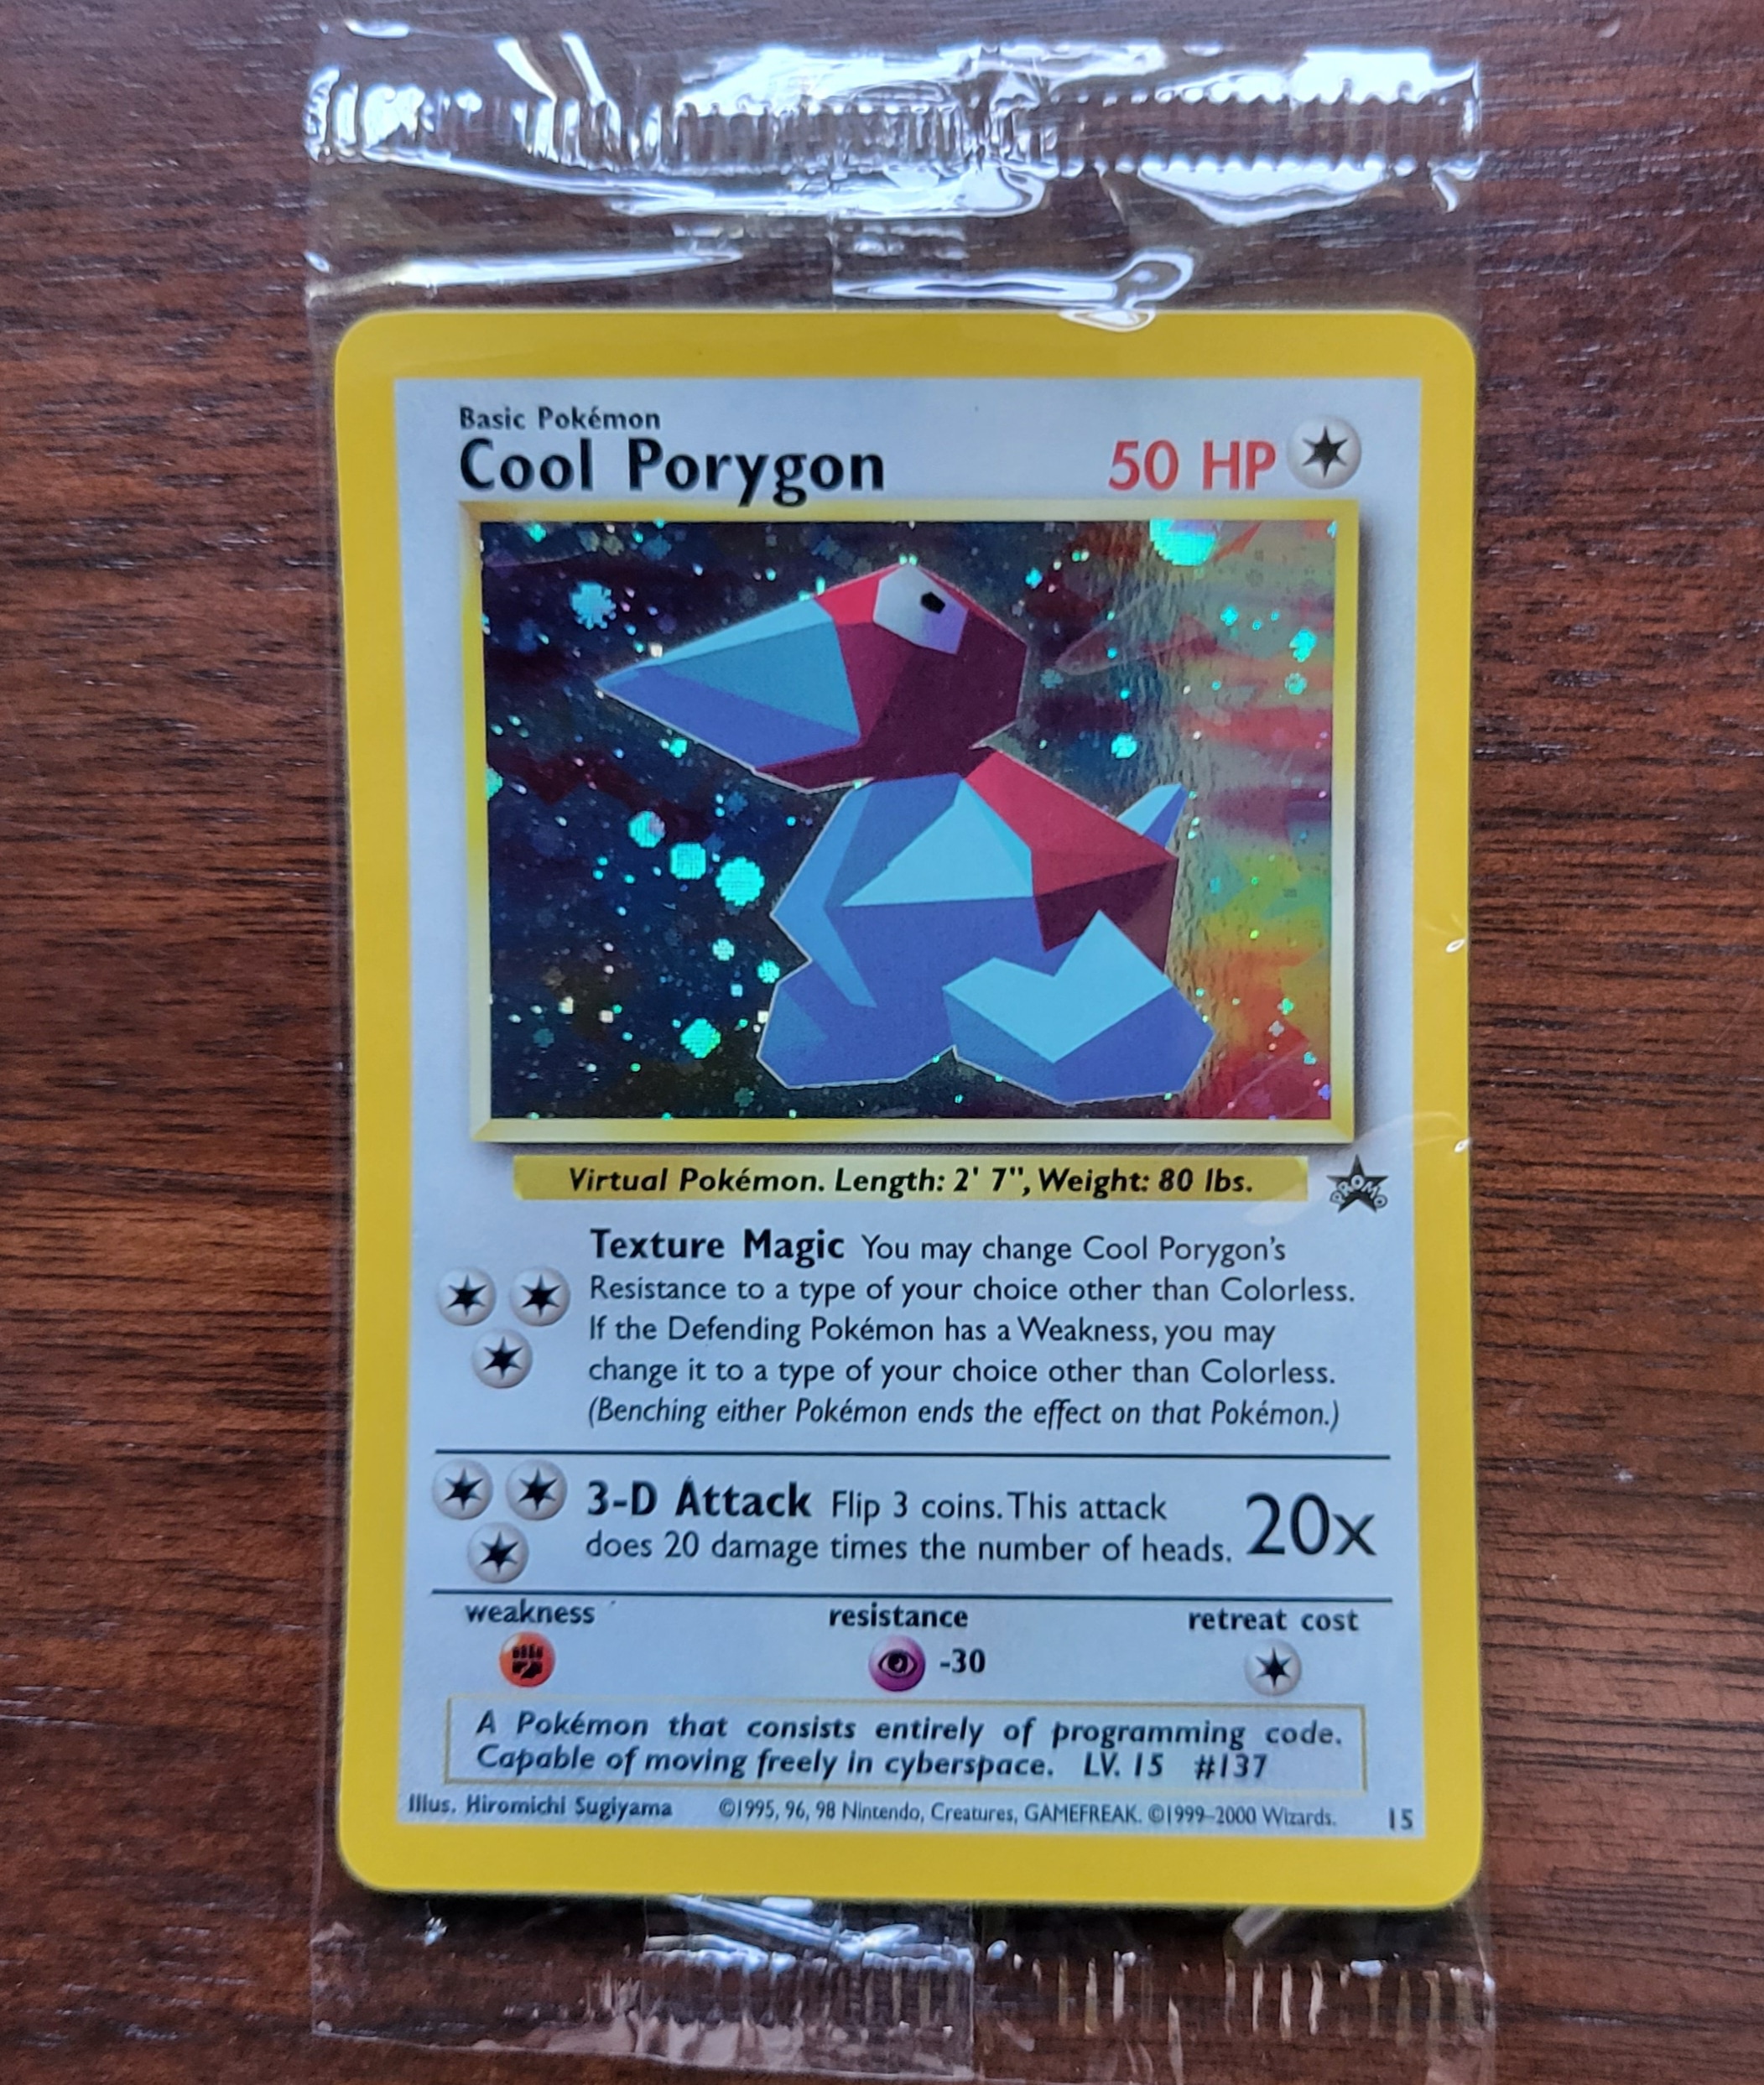 Basic Pokémon
Cool Porygon 50 HP
Virtual Pokémon. Length: 2' 7", Weight: 80 lbs.
PROMO
Texture Magic You may change Cool Porygon's
Resistance to a type of your choice other than Colorless.
If the Defending Pokémon has a Weakness, you may
change it to a type of your choice other than Colorless.
(Benching either Pokémon ends the effect on that Pokémon.)
3-D Attack Flip 3 coins. This attack
does 20 damage times the number of heads. 20x
weakness resistance retreat cost
-30
A Pokémon that consists entirely of programming code.
Capable of moving freely in cyberspace. LV. 15 #137
Illus. Hiromichi Sugiyama ©1995, 96, 98 Nintendo, Creatures, GAMEFREAK. ©1999–2000 Wizards. 15